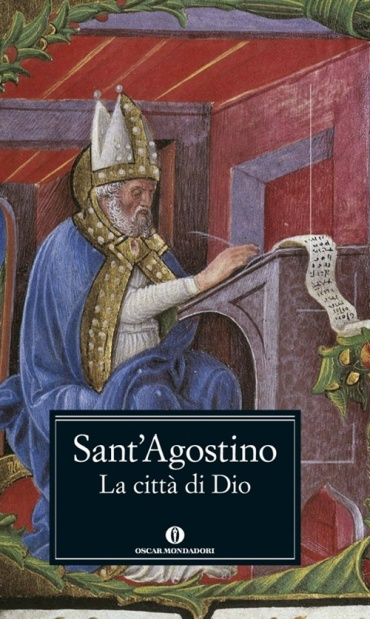 Sant'Agostino
La città di Dio
OSCAR MONDADORI